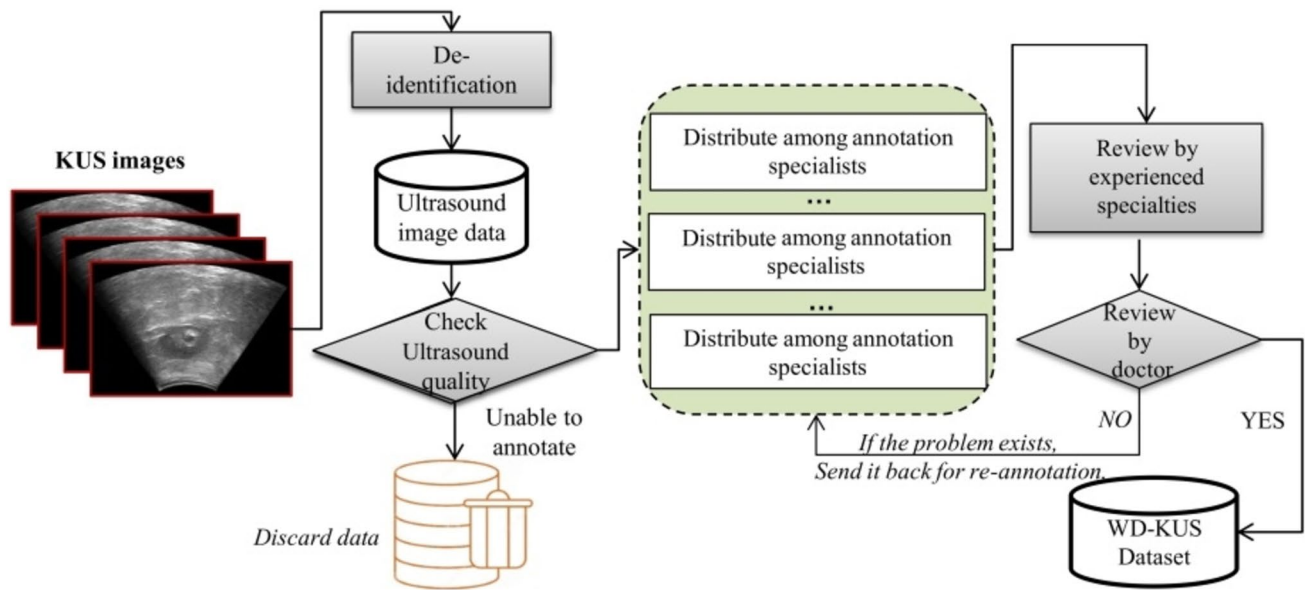 KUS images
De-
identification
Ultrasound
image data
Check
Ultrasound
quality
Unable to
annotate
Discard data
Distribute among annotation
specialists
...
Distribute among annotation
specialists
...
Distribute among annotation
specialists
Review by
experienced
specialties
Review
by
doctor
NO
YES
If the problem exists,
Send it back for re-annotation.
WD-KUS
Dataset